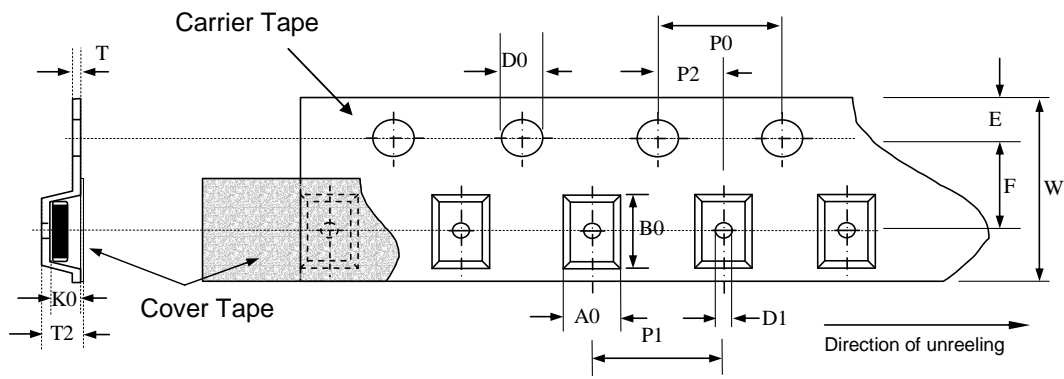 Carrier Tape
T
D0
P0
P2
E
W
F
B0
K0
Cover Tape
T2
A0
D1
P1
Direction of unreeling